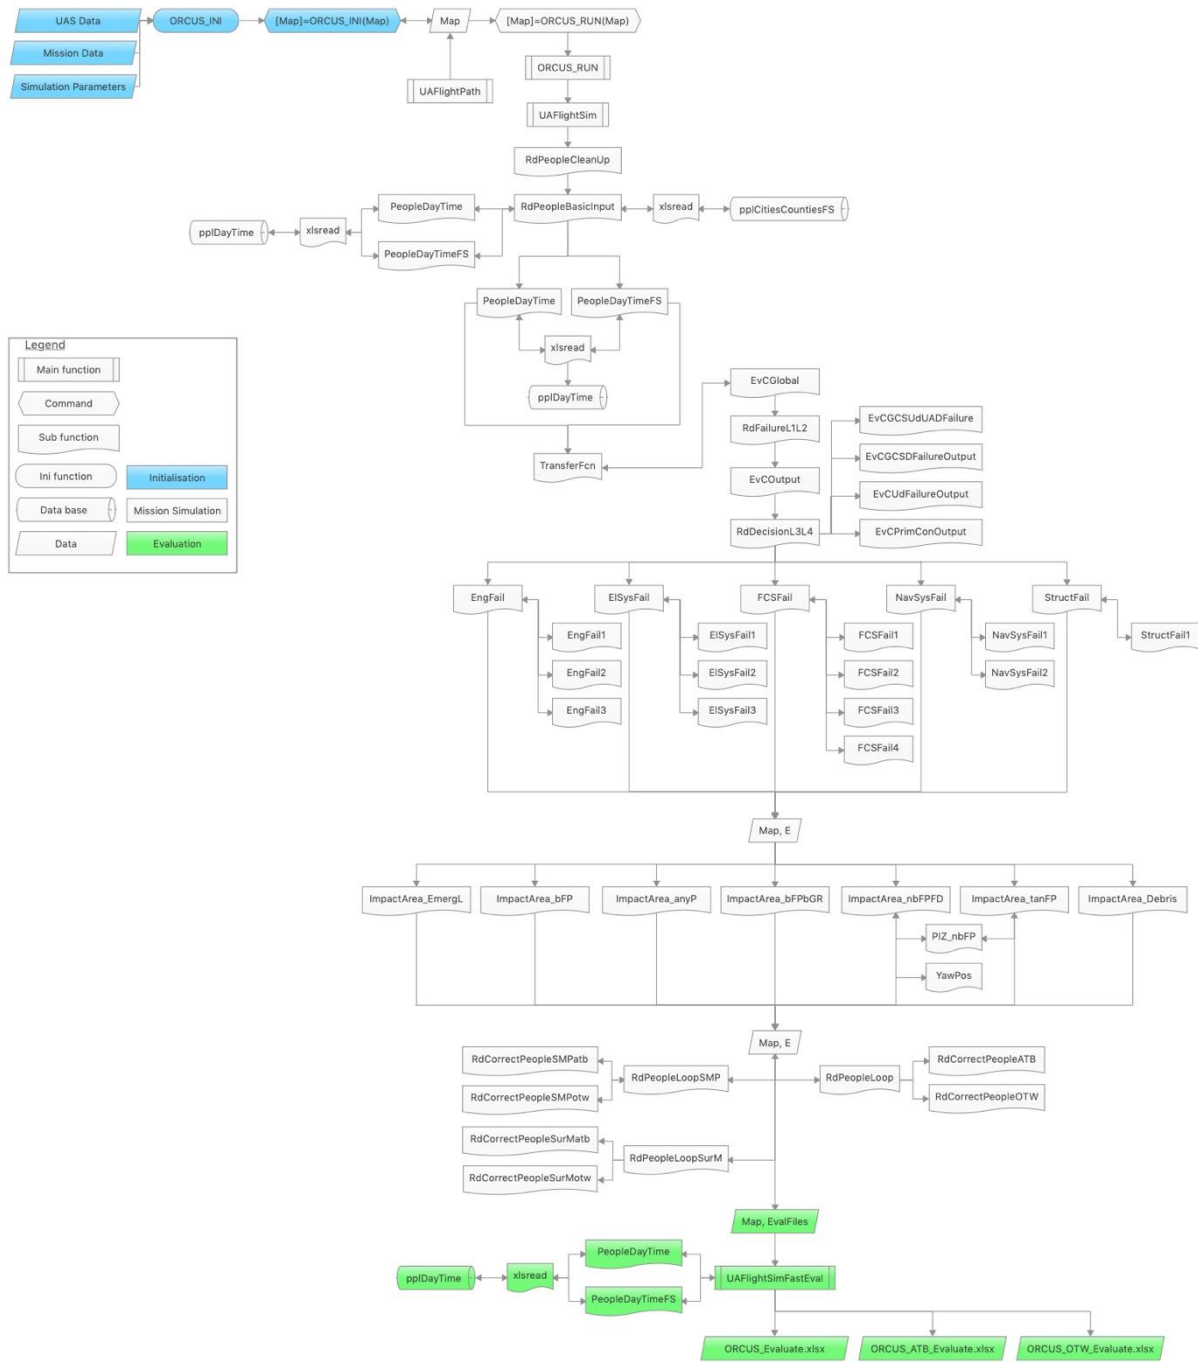 UAS Data
ORCUS_INI
[Map]=ORCUS_INI(Map)
Map
[Map]=ORCUS_RUN(Map)
Mission Data
Simulation Parameters
ORCUS_RUN
UAFlightPath
UAFlightSim
RdPeopleCleanUp
PeopleDayTime
RdPeopleBasicInput
xlsread
pplCitiesCountiesFS
pplDayTime
xlsread
PeopleDayTimeFS
PeopleDayTime
PeopleDayTimeFS
xlsread
pplDayTime
Legend
Main function
Command
Sub function
Ini function
Initialisation
Data base
Mission Simulation
Data
Evaluation
EvCGlobal
RdFailureL1L2
EvCGCSUdUADFailure
EvCGCSDFailureOutput
TransferFcn
EvCOutput
EvCUdFailureOutput
RdDecisionL3L4
EvCPrimConOutput
EngFail
ElSysFail
FCSFail
NavSysFail
StructFail
EngFail1
ElSysFail1
FCSFail1
NavSysFail1
StructFail1
EngFail2
ElSysFail2
FCSFail2
NavSysFail2
EngFail3
ElSysFail3
FCSFail3
FCSFail4
Map, E
ImpactArea_EmergL
ImpactArea_bFP
ImpactArea_anyP
ImpactArea_bFPbGR
ImpactArea_nbFPFD
ImpactArea_tanFP
ImpactArea_Debris
PIZ_nbFP
YawPos
Map, E
RdCorrectPeopleSMPatb
RdPeopleLoopSMP
RdPeopleLoop
RdCorrectPeopleATB
RdCorrectPeopleSMPotw
RdCorrectPeopleOTW
RdCorrectPeopleSurMatb
RdPeopleLoopSurM
RdCorrectPeopleSurMotw
Map, EvalFiles
PeopleDayTime
pplDayTime
xlsread
UAFlightSimFastEval
PeopleDayTimeFS
ORCUS_Evaluate.xlsx
ORCUS_ATB_Evaluate.xlsx
ORCUS_OTW_Evaluate.xlsx